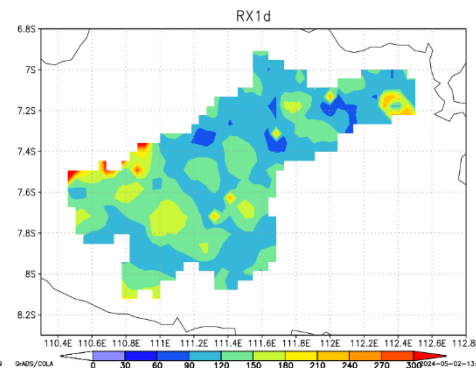 RX1d
6.8S
7S
7.2S
7.4S
7.6S
7.8S
8S
8.2S
110.4E 110.6E 110.8E 111E 111.2E 111.4E 111.6E 111.8E 112E 112.2E 112.4E 112.6E 112.8
GrADS/COLA 0 30 60 90 120 150 180 210 240 270 300 2024-05-02-13: